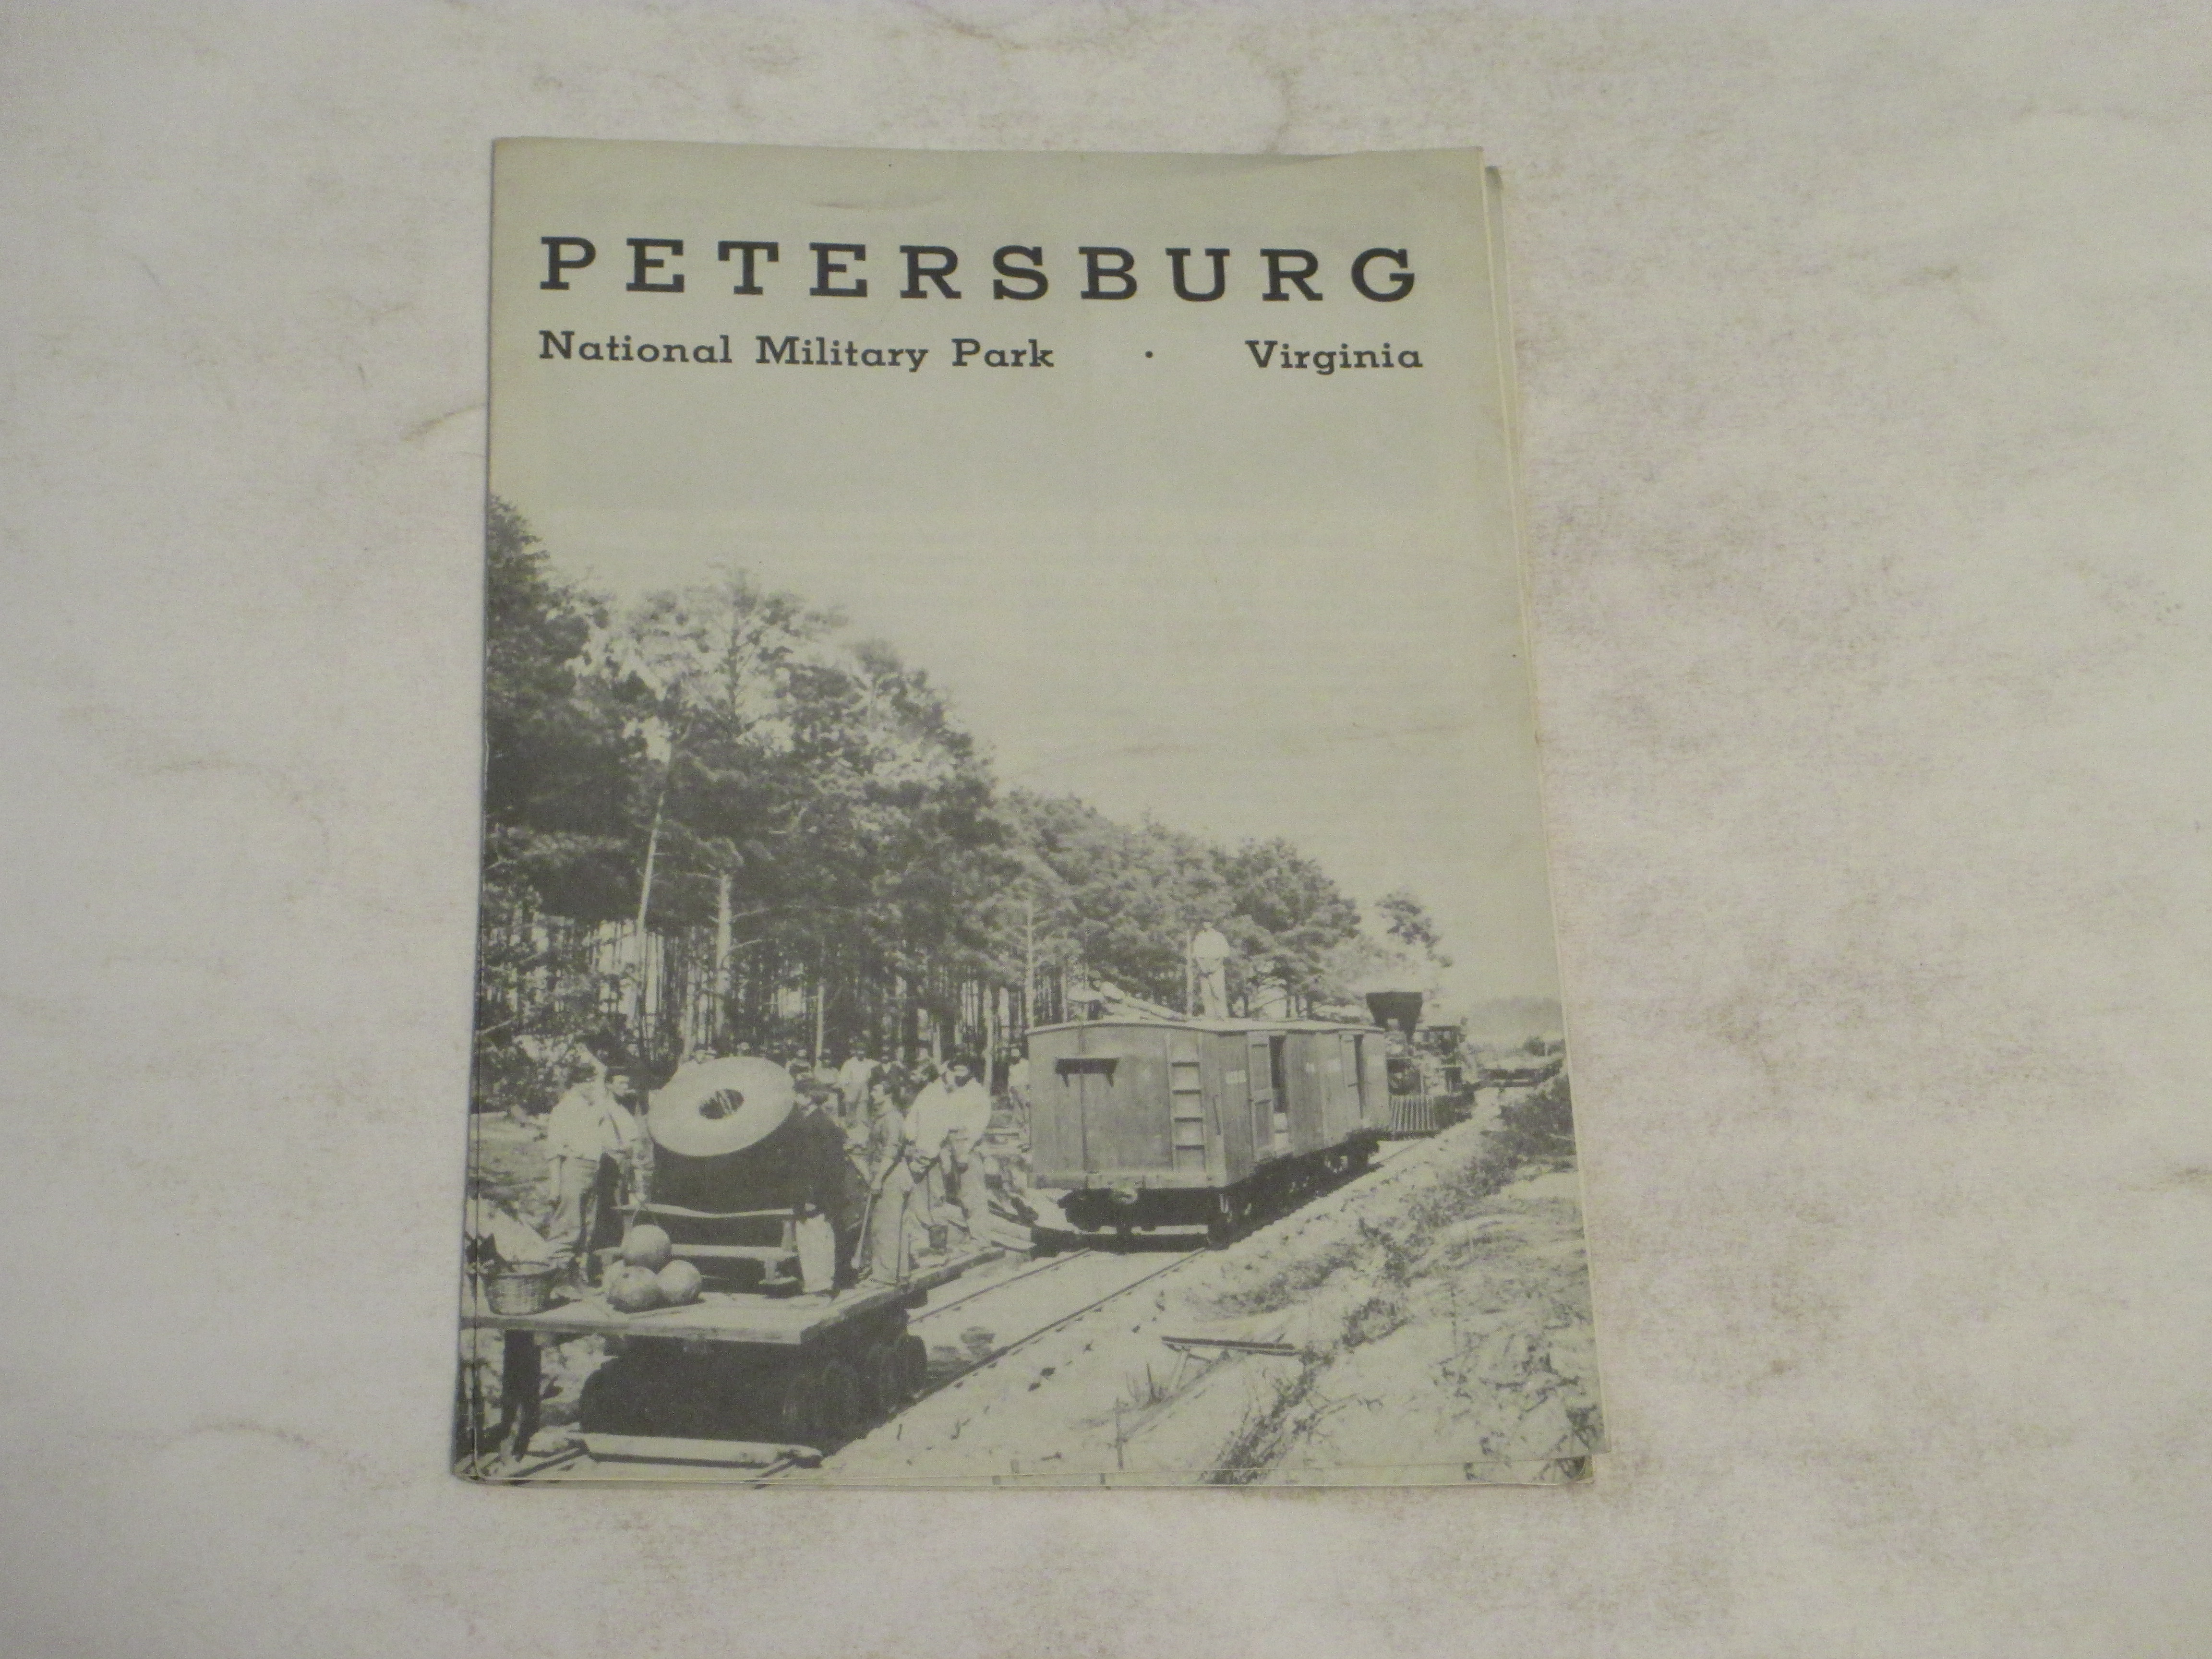 PETERSBURG
National Military Park · Virginia